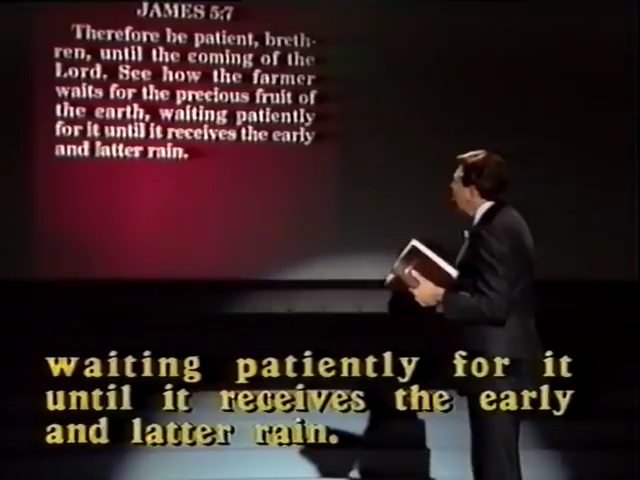 JAMES 5:7
Therefore be patient, breth-
ren, until the coming of the
Lord. See how the farmer
waits for the precious fruit of
the earth, waiting patiently
for it until it receives the early
and latter rain.
waiting patiently for it
until it receives the early
and latter rain.